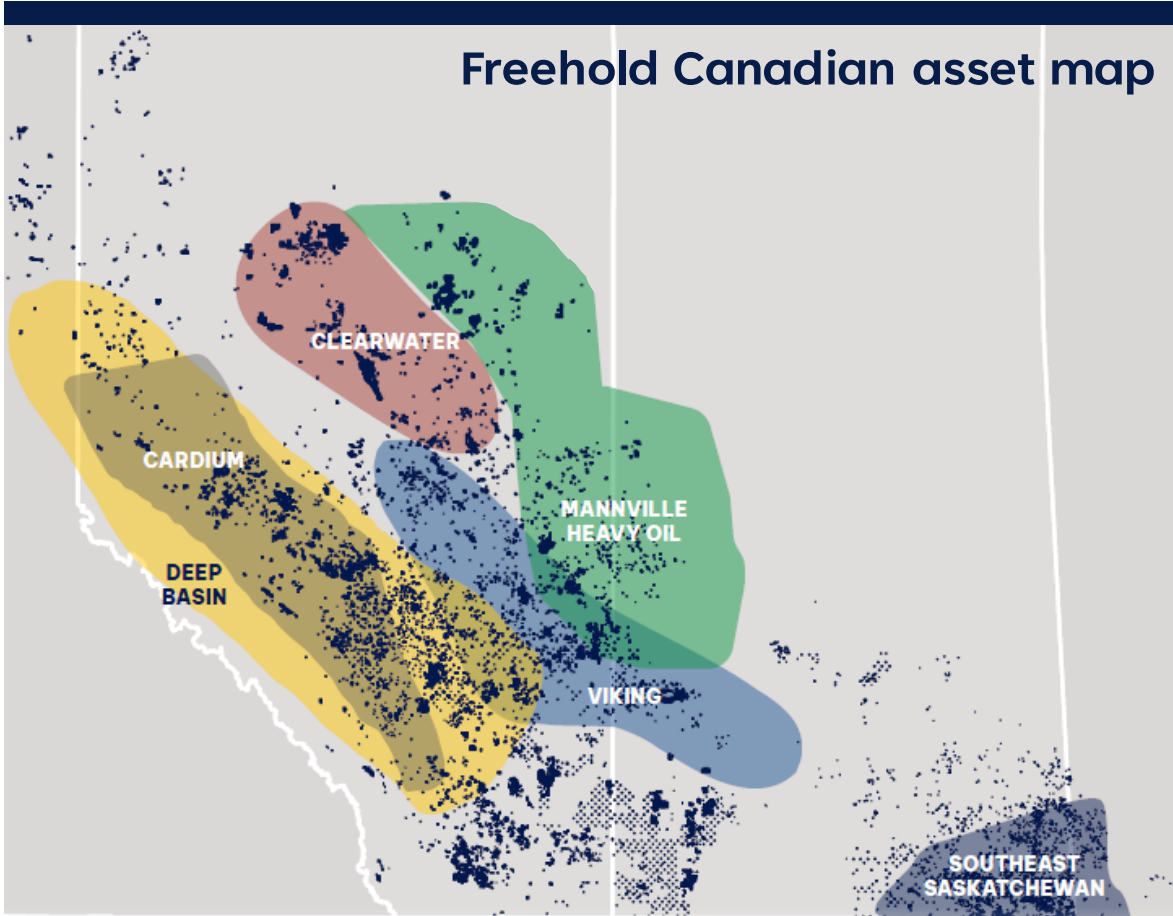 Freehold Canadian asset map
CLEARWATER
CARDIUM
MANNVILLE
HEAVY OIL
DEEP
BASIN
VIKING
SOUTHEAST
SASKATCHEWAN